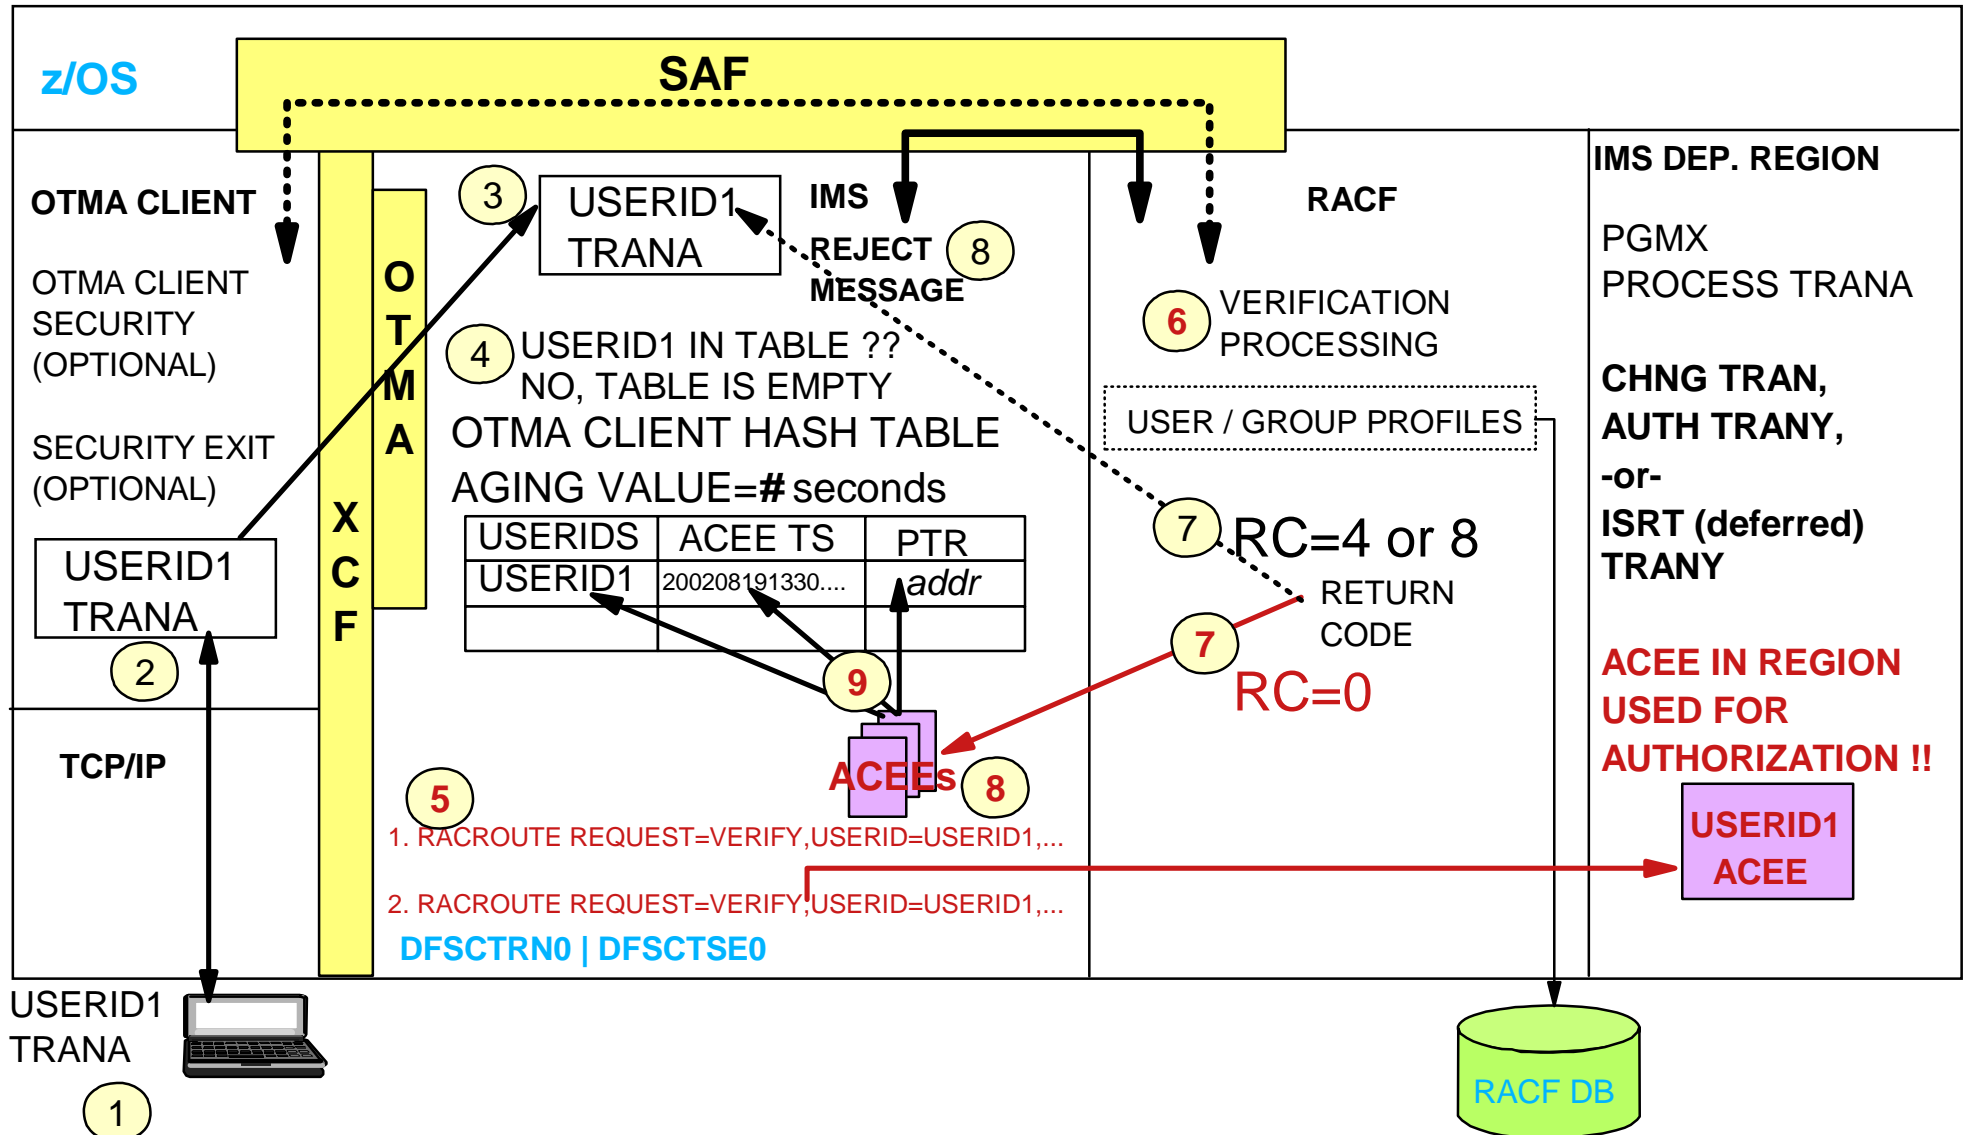 z/OS
SAF
OTMA CLIENT
OTMA CLIENT
SECURITY
(OPTIONAL)
SECURITY EXIT
(OPTIONAL)
USERID1
TRANA
2
TCP/IP
USERID1
TRANA
1
X
C
F
O
T
M
A
3
USERID1
TRANA
IMS
REJECT
MESSAGE
8
4
USERID1 IN TABLE ??
NO, TABLE IS EMPTY
OTMA CLIENT HASH TABLE
AGING VALUE=# seconds
USERIDS ACEE TS PTR
USERID1 200208191330.... addr
9
ACEEs
8
5
1. RACROUTE REQUEST=VERIFY,USERID=USERID1,...
2. RACROUTE REQUEST=VERIFY,USERID=USERID1,...
DFSCTRN0 | DFSCTSE0
RACF
6
VERIFICATION
PROCESSING
USER / GROUP PROFILES
7
RC=4 or 8
RETURN
CODE
7
RC=0
RACF DB
IMS DEP. REGION
PGMX
PROCESS TRANA
CHNG TRAN,
AUTH TRANY,
-or-
ISRT (deferred)
TRANY
ACEE IN REGION
USED FOR
AUTHORIZATION !!
USERID1
ACEE